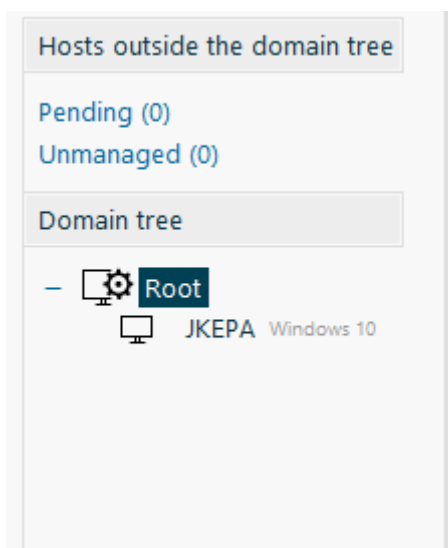 Hosts outside the domain tree
Pending (0)
Unmanaged (0)
Domain tree
Root
JKEPA Windows 10